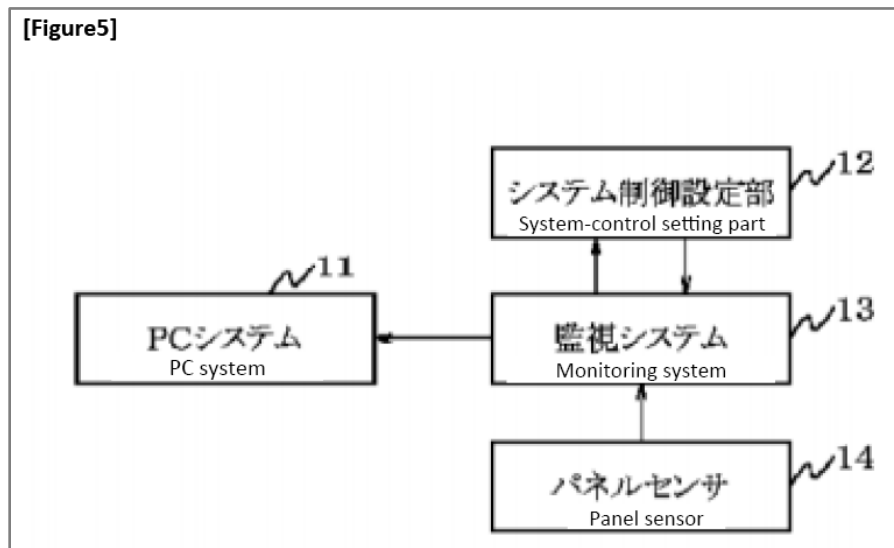 [Figure5]
12
システム制御設定部
System-control setting part
11
13
PCシステム
PC system
監視システム
Monitoring system
14
パネルセンサ
Panel sensor